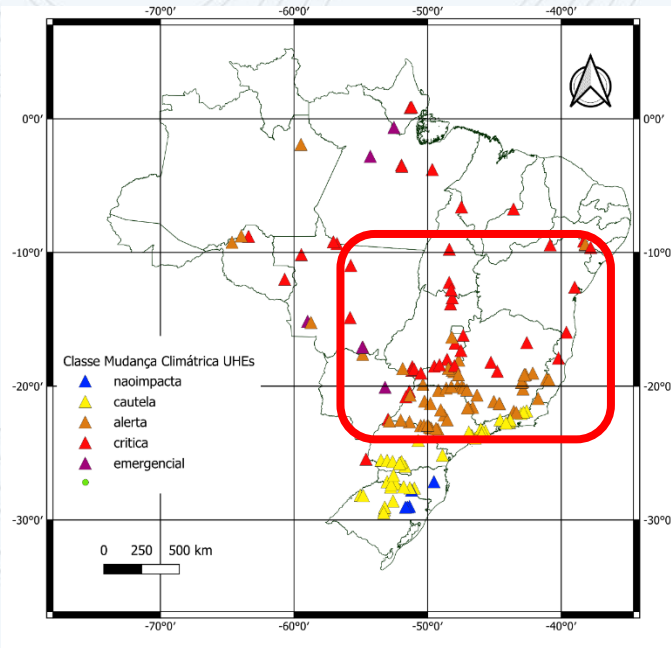 -70°0′ -60°0′ -50°0′ -40°0′
0°0′ 0°0′
-10°0′ -10°0′
Classe Mudança Climátrica UHEs
naoimpacta
cautela
-20°0′ -20°0′
alerta
critica
emergencial
-30°0′ -30°0′
0 250 500 km
-70°0′ -60°0′ -50°0′ -40°0′